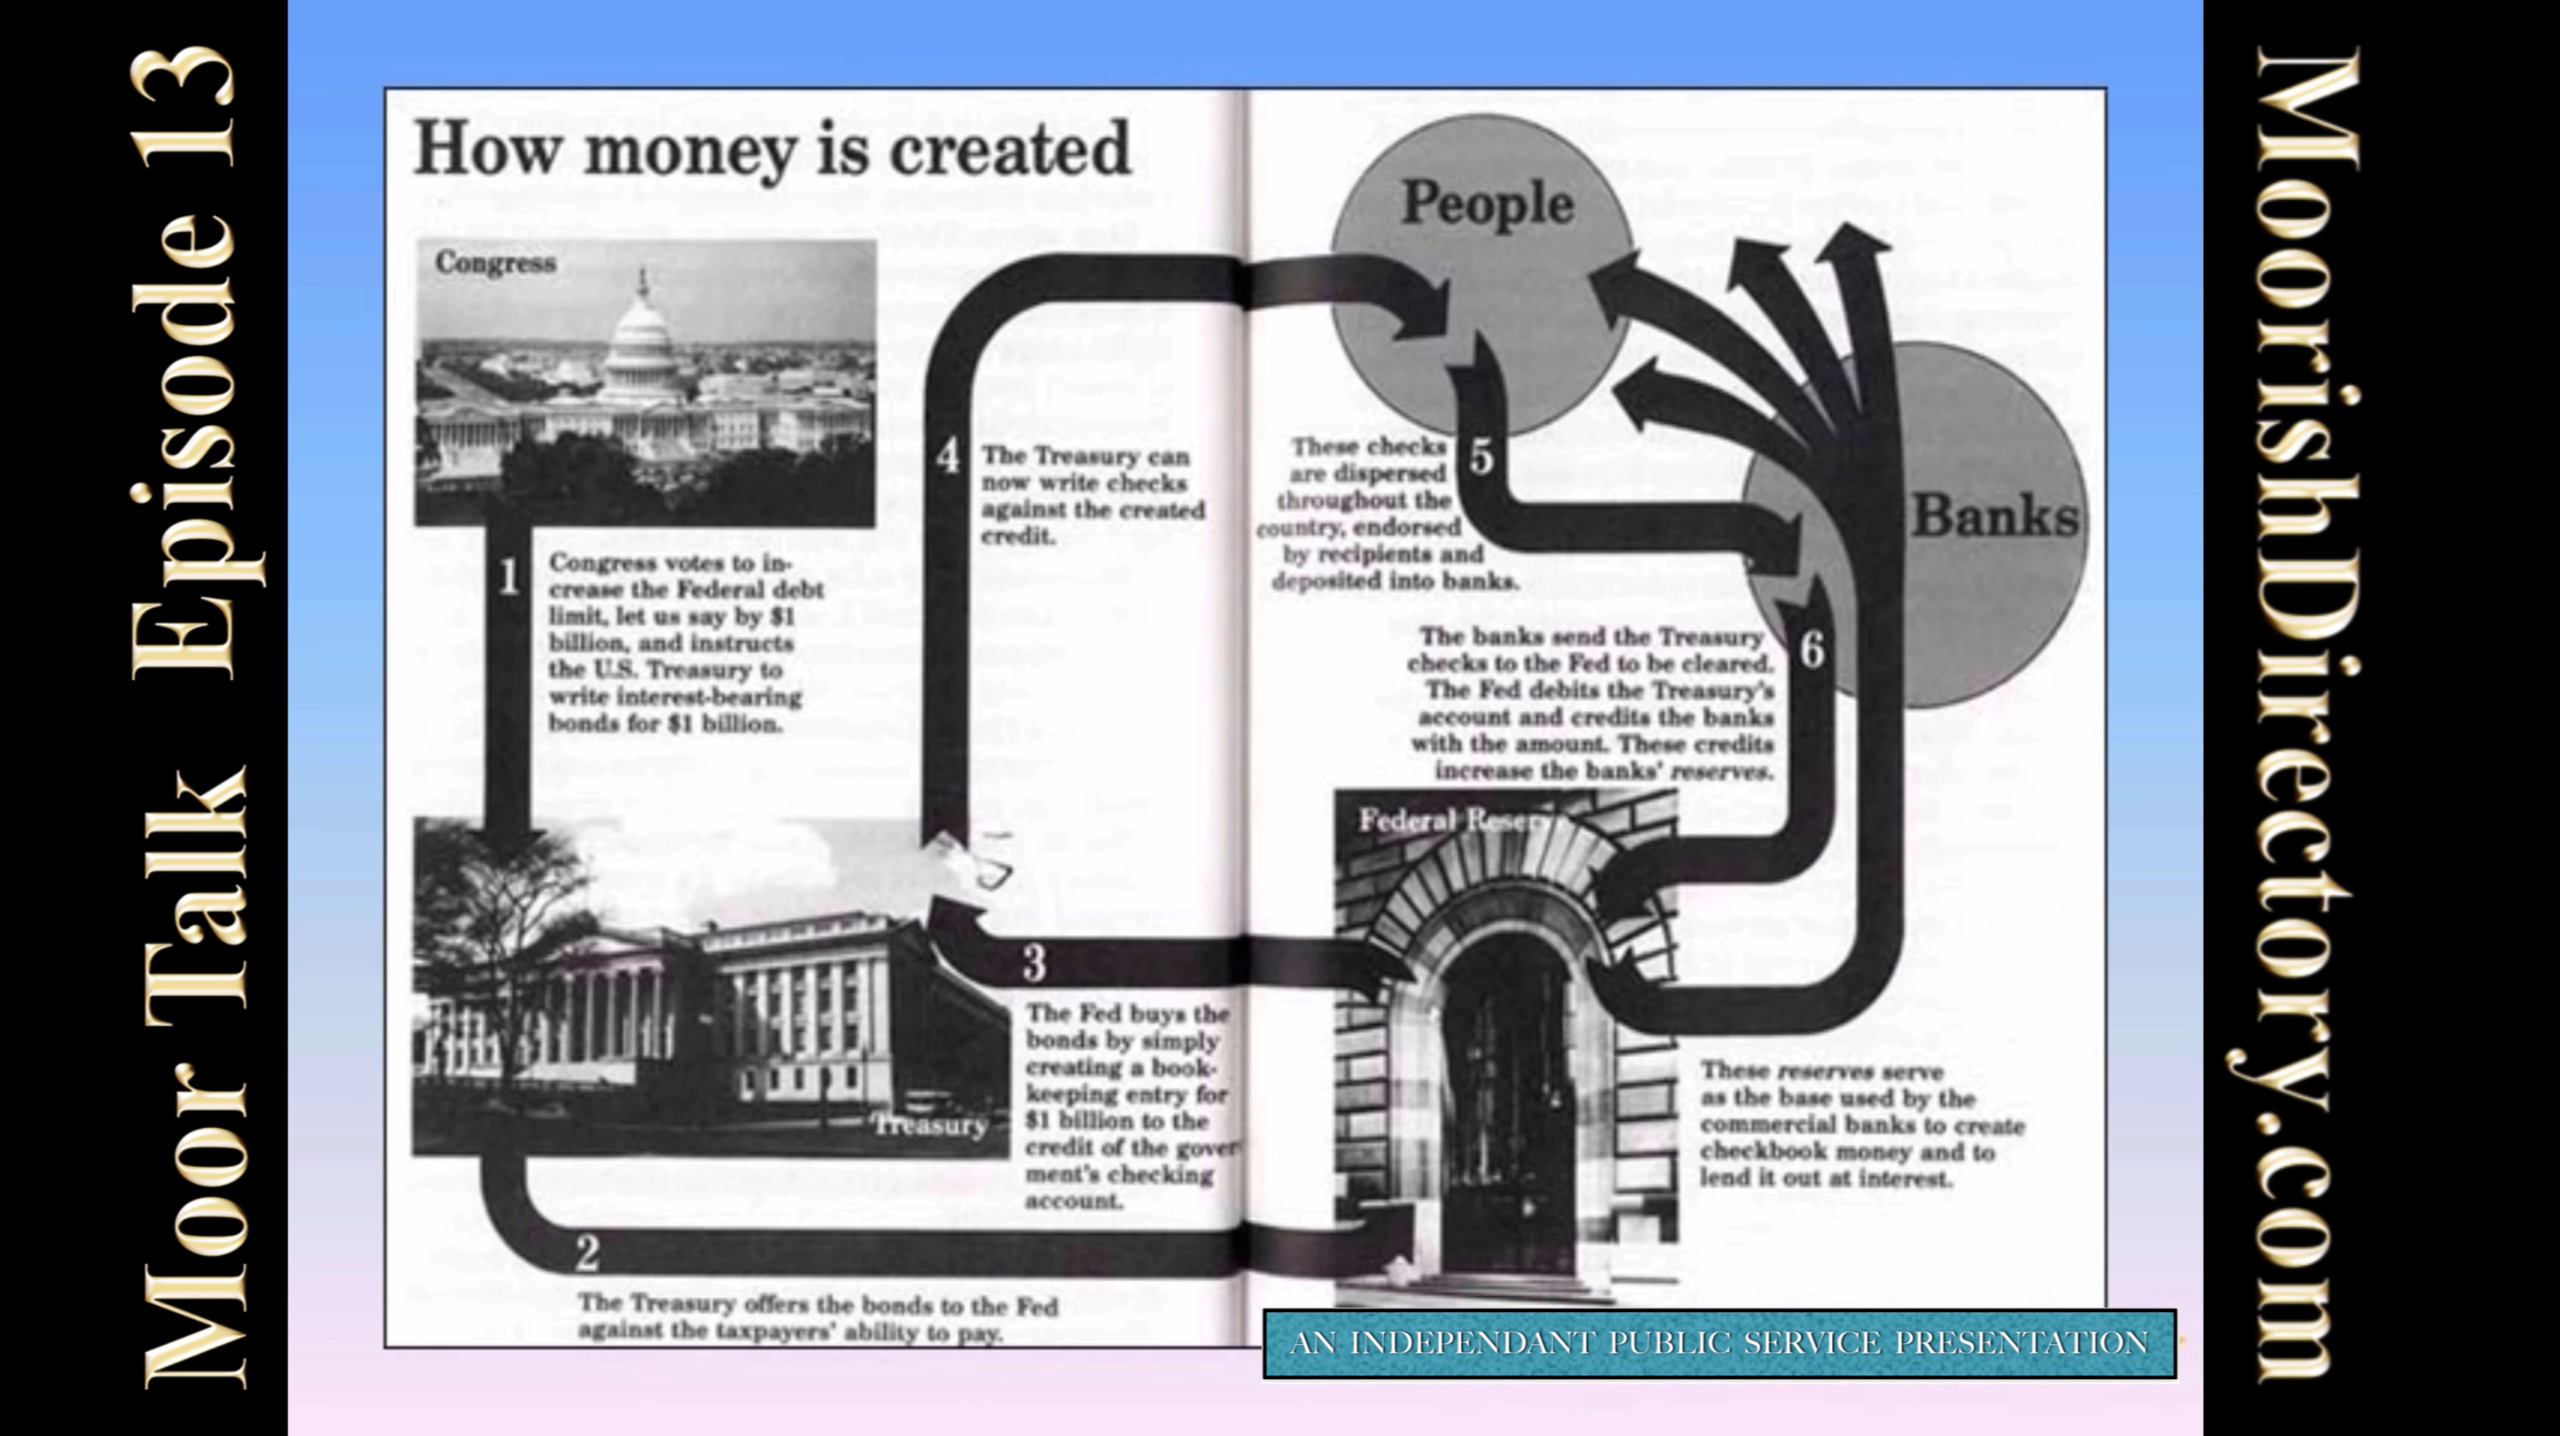 Moor Talk Episode 13
How money is created
Congress
1
Congress votes to in-
crease the Federal debt
limit, let us say by $1
billion, and instructs
the U.S. Treasury to
write interest-bearing
bonds for $1 billion.
Treasury
2
The Treasury offers the bonds to the Fed
against the taxpayers' ability to pay.
3
The Fed buys the
bonds by simply
creating a book-
keeping entry for
$1 billion to the
credit of the gover
ment's checking
account.
4
The Treasury can
now write checks
against the created
credit.
People
5
These checks
are dispersed
throughout the
country, endorsed
by recipients and
deposited into banks.
Banks
6
The banks send the Treasury
checks to the Fed to be cleared.
The Fed debits the Treasury's
account and credits the banks
with the amount. These credits
increase the banks' reserves.
Federal Reserv
These reserves serve
as the base used by the
commercial banks to create
checkbook money and to
lend it out at interest.
AN INDEPENDANT PUBLIC SERVICE PRESENTATION
MoorishDirectory.com